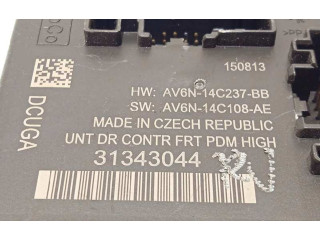 150813
HW: AV6N-14C237-BB
SW: AV6N-14C108-AE
MADE IN CZECH REPUBLIC
UNT DR CONTR FRT PDM HIGH
31343044
DCUGA